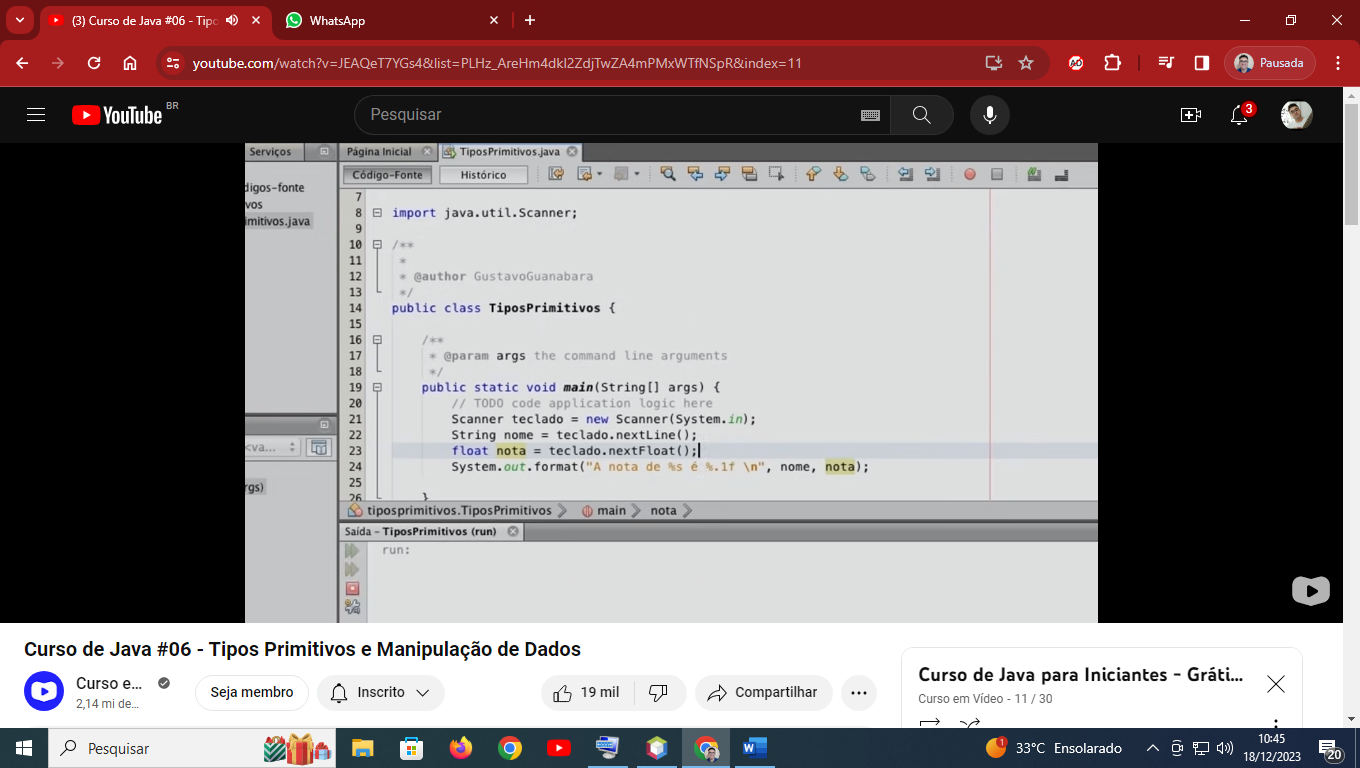 (3) Curso de Java #06 - Tipo
WhatsApp
youtube.com/watch?v=JEAQeT7YGs4&list=PLHz_AreHm4dkI2ZdjTwZA4mPMxWTfNSpR&index=11
Pausada
YouTube BR
Pesquisar
3
Serviços
Página Inicial
TiposPrimitivos.java
Código-Fonte
Histórico
digos-fonte
vos
imitivos.java
7
8 import java.util.Scanner;
9
10 /**
11 *
12 * @author GustavoGuanabara
13 */
14 public class TiposPrimitivos {
15
16 /**
17 * @param args the command line arguments
18 */
19 public static void main(String[] args) {
20 // TODO code application logic here
21 Scanner teclado = new Scanner(System.in);
22 String nome = teclado.nextLine();
23 float nota = teclado.nextFloat();
24 System.out.format("A nota de %s é %.1f \n", nome, nota);
25
26 }
<va...
rgs)
tiposprimitivos.TiposPrimitivos
main
nota
Saída - TiposPrimitivos (run)
run:
Curso de Java #06 - Tipos Primitivos e Manipulação de Dados
Curso e...
2,14 mi de...
Seja membro
Inscrito
19 mil
Compartilhar
Curso de Java para Iniciantes - Gráti...
Curso em Vídeo - 11 / 30
Pesquisar
1
33°C Ensolarado
10:45
18/12/2023
20